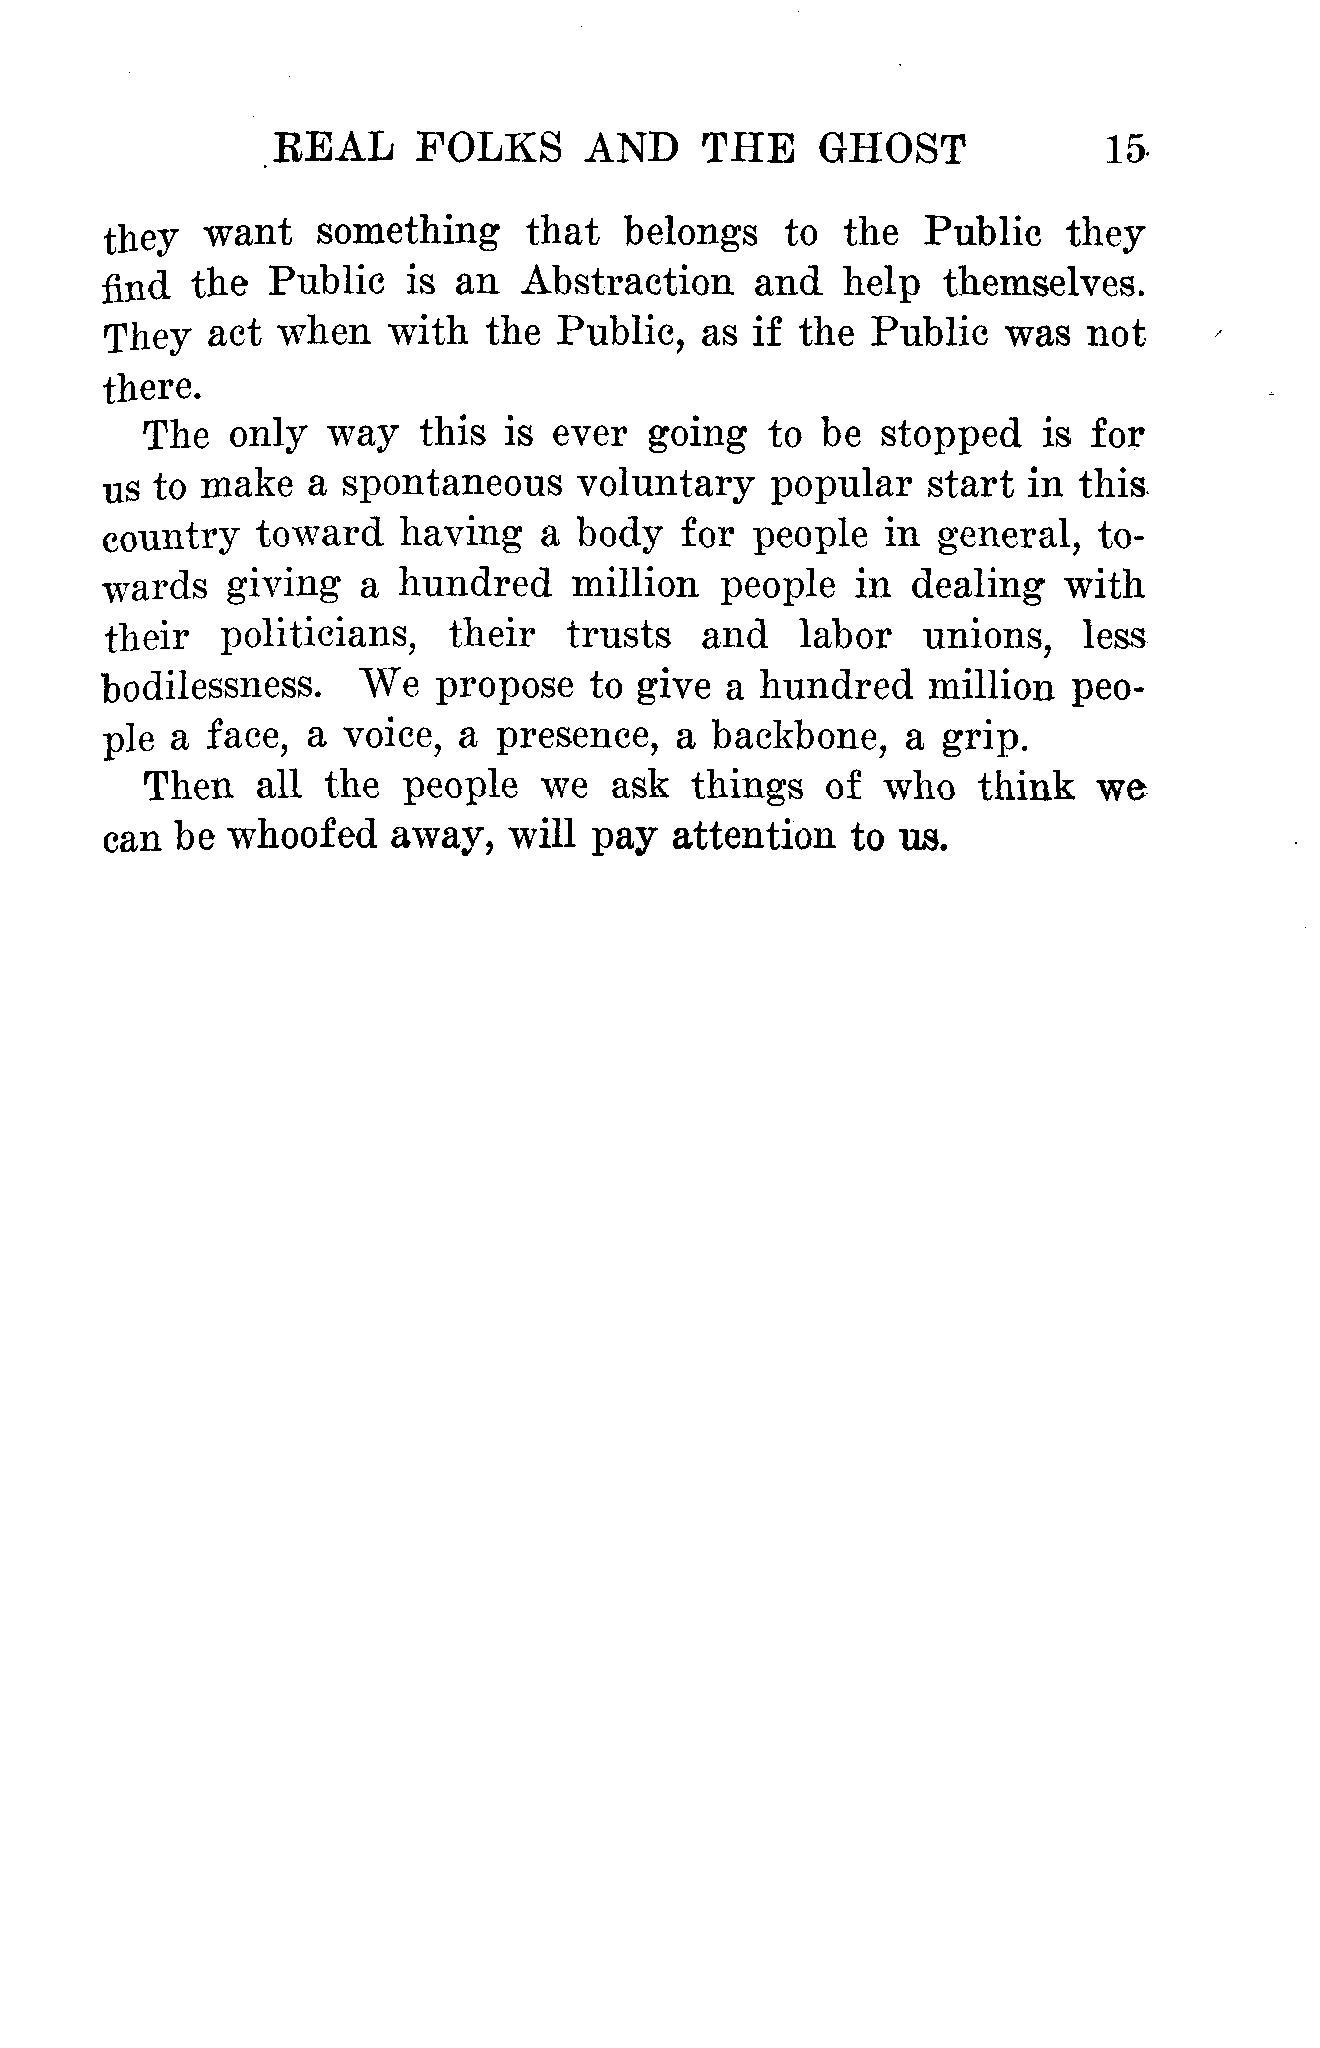 REAL FOLKS AND THE GHOST 15
they want something that belongs to the Public they
find the Public is an Abstraction and help themselves.
They act when with the Public, as if the Public was not
there.
The only way this is ever going to be stopped is for
us to make a spontaneous voluntary popular start in this
country toward having a body for people in general, to-
wards giving a hundred million people in dealing with
their politicians, their trusts and labor unions, less
bodilessness. We propose to give a hundred million peo-
ple a face, a voice, a presence, a backbone, a grip.
Then all the people we ask things of who think we
can be whoofed away, will pay attention to us.